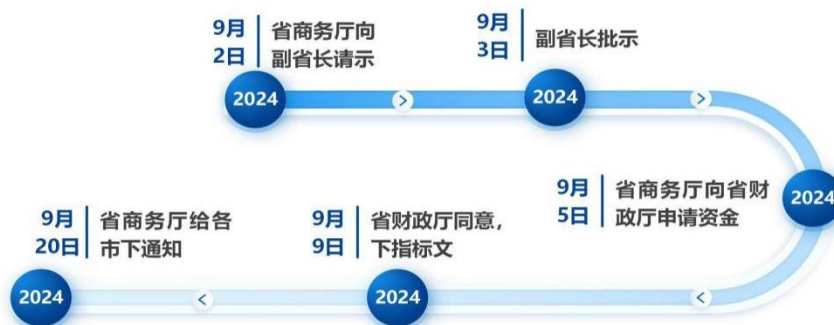 9月
2日
省商务厅向
副省长请示
9月
3日
副省长批示
2024
2024
9月
5日
省商务厅向省财
政厅申请资金
2024
9月
9日
省财政厅同意，
下指标文
9月
20日
省商务厅给各
市下通知
2024
2024